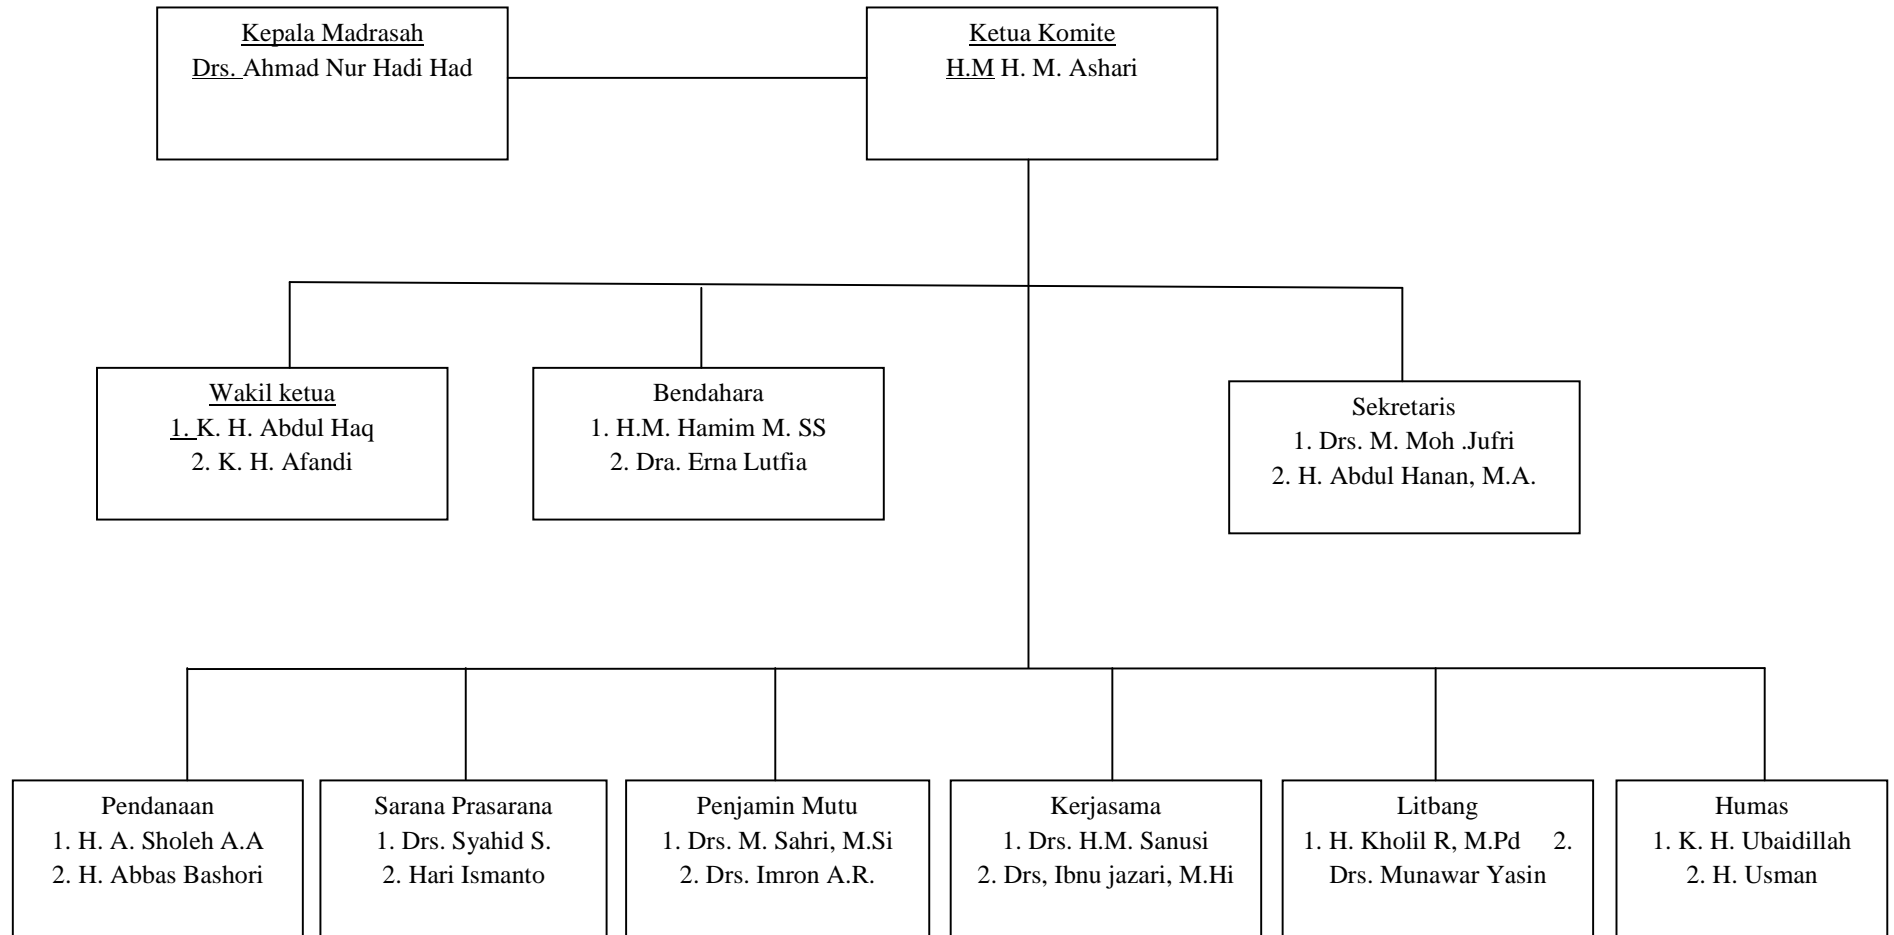 Kepala Madrasah
Drs. Ahmad Nur Hadi Had
Ketua Komite
H.M H. M. Ashari
Wakil ketua
1. K. H. Abdul Haq
2. K. H. Afandi
Bendahara
1. H.M. Hamim M. SS
2. Dra. Erna Lutfia
Sekretaris
1. Drs. M. Moh .Jufri
2. H. Abdul Hanan, M.A.
Pendanaan
1. H. A. Sholeh A.A
2. H. Abbas Bashori
Sarana Prasarana
1. Drs. Syahid S.
2. Hari Ismanto
Penjamin Mutu
1. Drs. M. Sahri, M.Si
2. Drs. Imron A.R.
Kerjasama
1. Drs. H.M. Sanusi
2. Drs, Ibnu jazari, M.Hi
Litbang
1. H. Kholil R, M.Pd 2.
Drs. Munawar Yasin
Humas
1. K. H. Ubaidillah
2. H. Usman